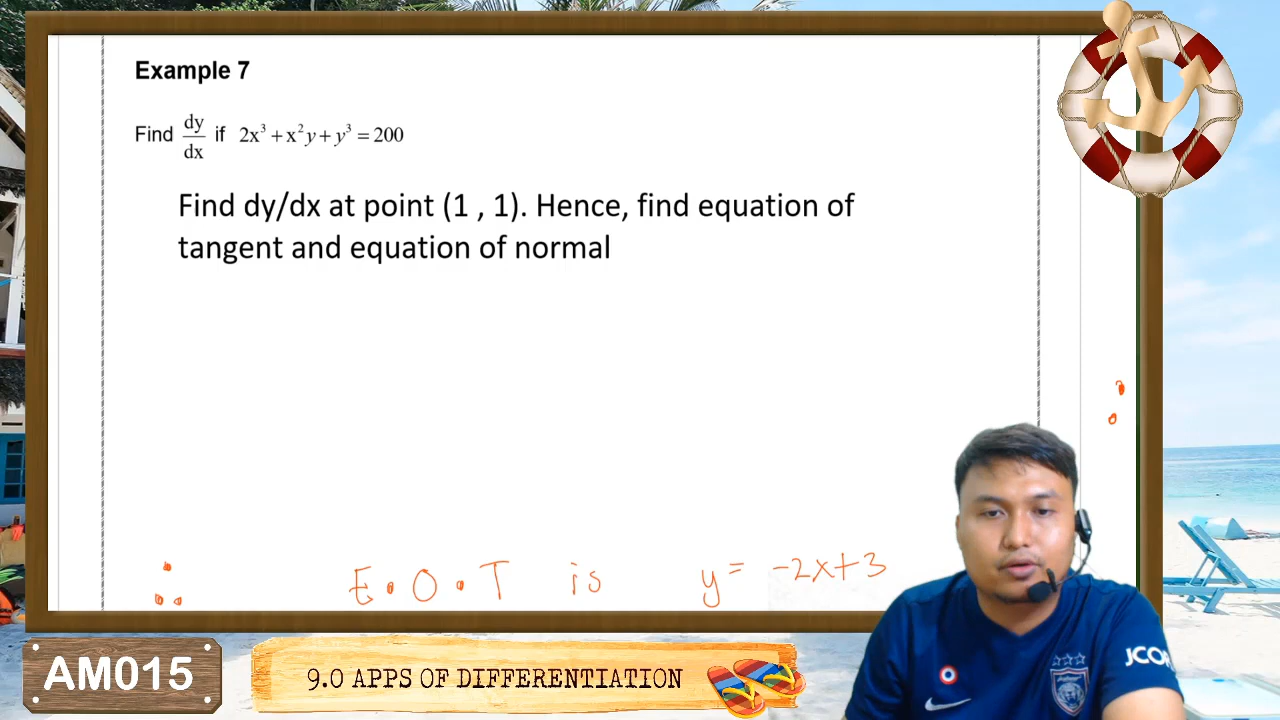 Example 7
Find dy/dx if 2x³ + x²y + y³ = 200
Find dy/dx at point (1 , 1). Hence, find equation of
tangent and equation of normal
∴ E.O.T is y = -2x+3
JCO
AM015
9.0 APPS OF DIFFERENTIATION